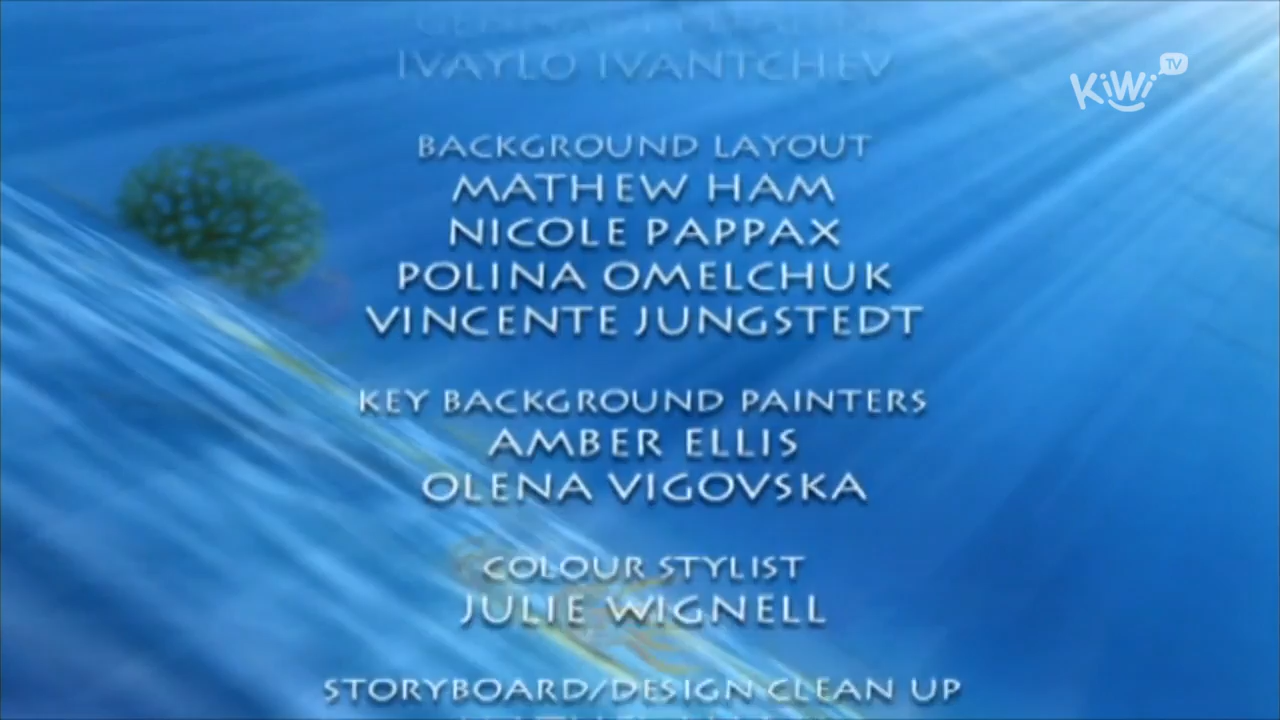 IVAYLO IVANTCHEV
KiWi TV
BACKGROUND LAYOUT
MATHEW HAM
NICOLE PAPPAX
POLINA OMELCHUK
VINCENTE JUNGSTEDT
KEY BACKGROUND PAINTERS
AMBER ELLIS
OLENA VIGOVSKA
COLOUR STYLIST
JULIE WIGNELL
STORYBOARD/DESIGN CLEAN UP